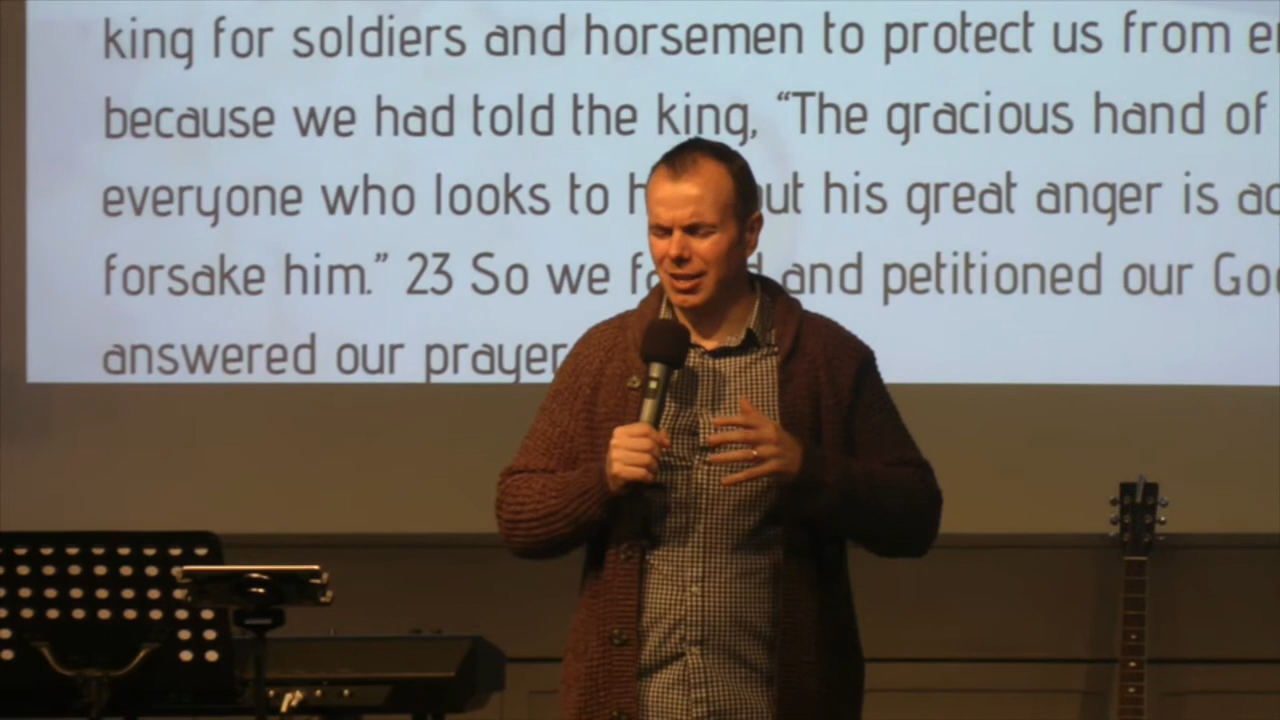 king for soldiers and horsemen to protect us from
because we had told the king, “The gracious hand of
everyone who looks to his great anger is
forsake him.” 23 So we and petitioned our
answered our prayer